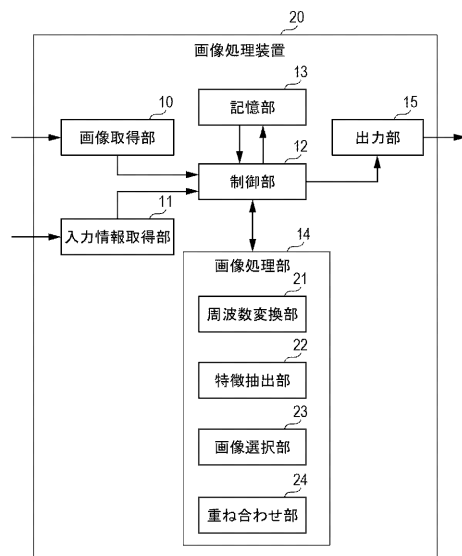 20
画像処理装置
10
画像取得部
13
記憶部
15
出力部
12
制御部
11
入力情報取得部
14
画像処理部
21
周波数変換部
22
特徴抽出部
23
画像選択部
24
重ね合わせ部